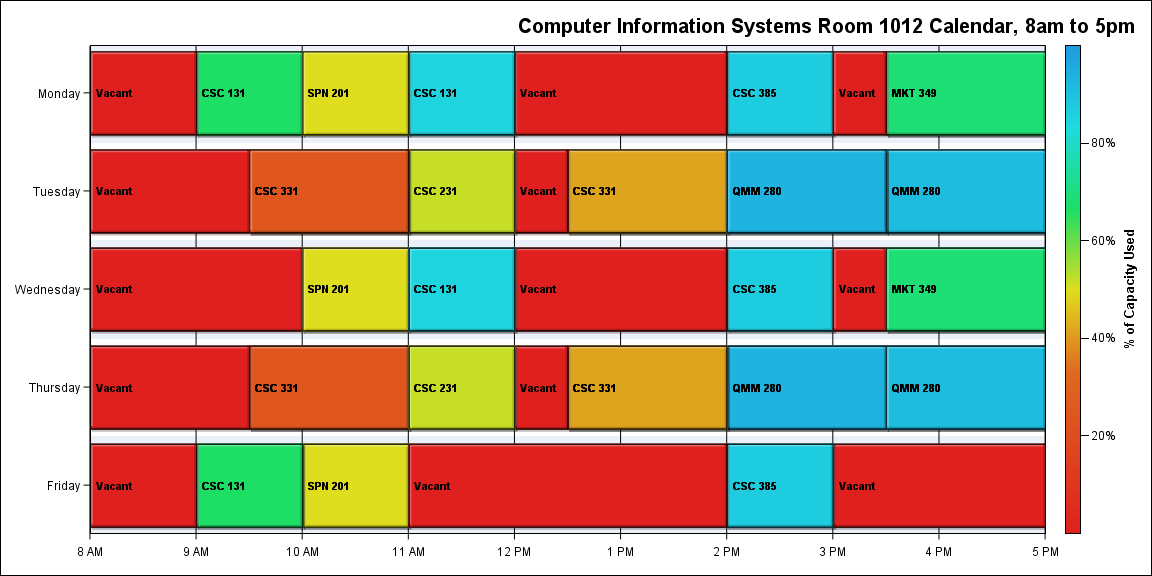 Computer Information Systems Room 1012 Calendar, 8am to 5pm
Monday
Vacant
CSC 131
SPN 201
CSC 131
Vacant
CSC 385
Vacant
MKT 349
Tuesday
Vacant
CSC 331
CSC 231
Vacant
CSC 331
QMM 280
QMM 280
Wednesday
Vacant
SPN 201
CSC 131
Vacant
CSC 385
Vacant
MKT 349
Thursday
Vacant
CSC 331
CSC 231
Vacant
CSC 331
QMM 280
QMM 280
Friday
Vacant
CSC 131
SPN 201
Vacant
CSC 385
Vacant
8 AM
9 AM
10 AM
11 AM
12 PM
1 PM
2 PM
3 PM
4 PM
5 PM
80%
60%
40%
20%
% of Capacity Used